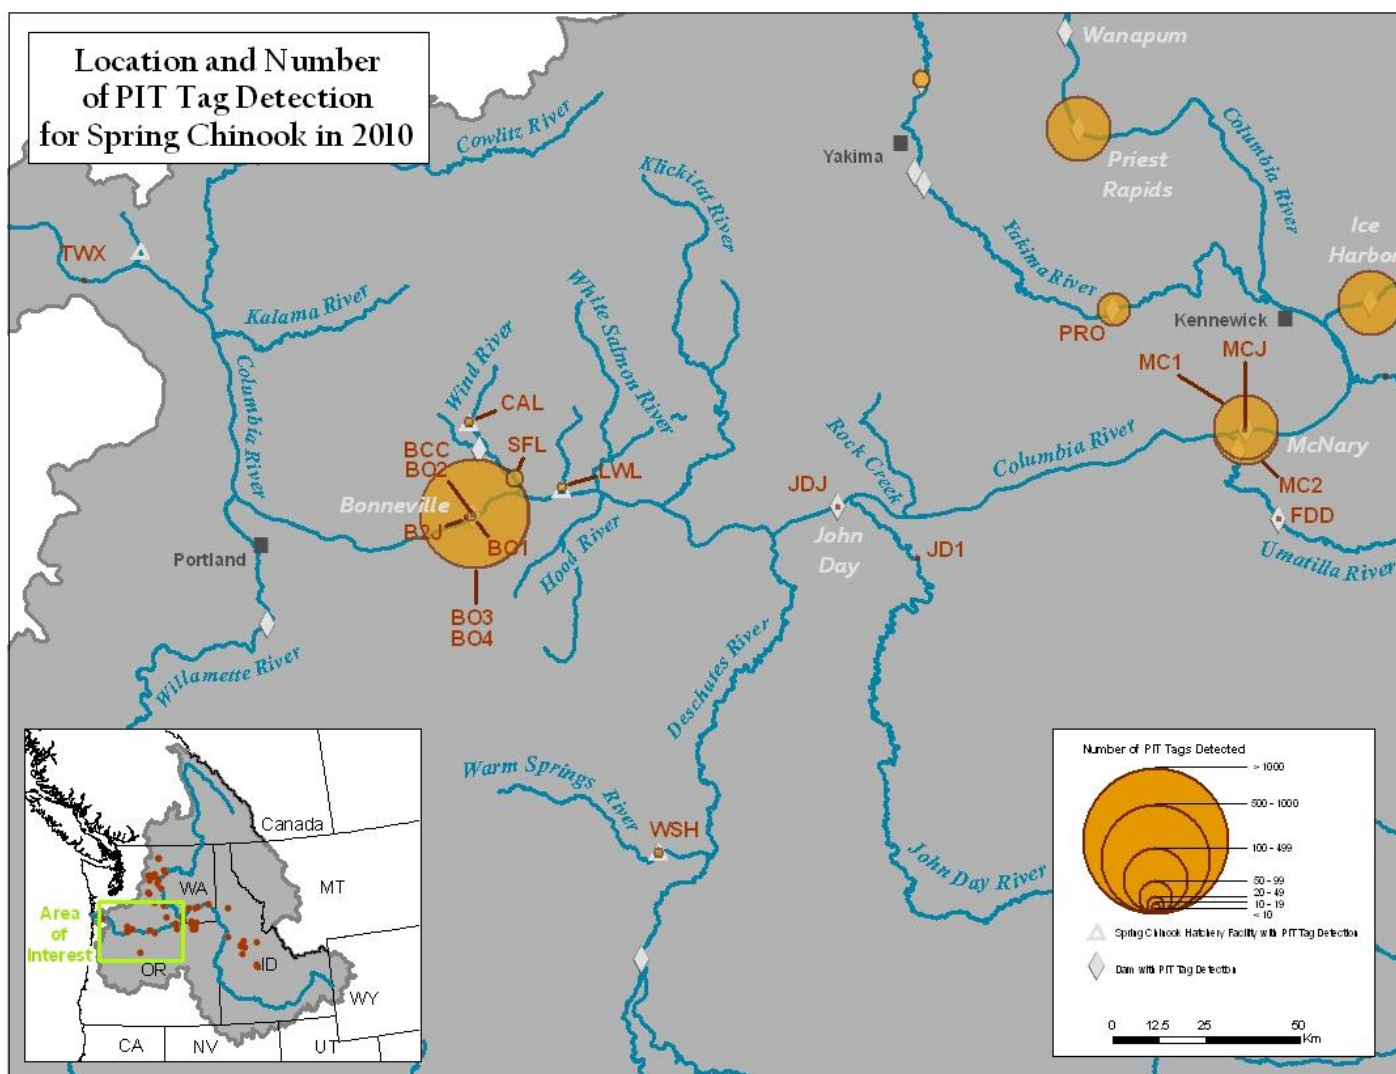 Location and Number
of PIT Tag Detection
for Spring Chinook in 2010
Cowlitz River
Klickitat River
Wanapum
Yakima
Priest
Rapids
Columbia River
Ice
Harbor
TWX
Kalama River
White Salmon River
Wind River
Yakima River
PRO
Kennewick
MC1
MCJ
Columbia River
CAL
BCC
BO2
SFL
LWL
Bonneville
B2J
BO1
Hood River
BO3
BO4
Rock Creek
Columbia River
McNary
MC2
FDD
Umatilla River
JDJ
John
Day
JD1
Portland
Willamette River
Deschutes River
Warm Springs River
WSH
John Day River
Canada
WA
MT
Area
of
Interest
OR
ID
WY
CA
NV
UT
Number of PIT Tags Detected
> 1000
500 - 1000
100 - 499
50 - 99
20 - 49
10 - 19
< 10
Spring Chinook Hatchery Facility with PIT Tag Detection
Dam with PIT Tag Detection
0 12.5 25 50
Km